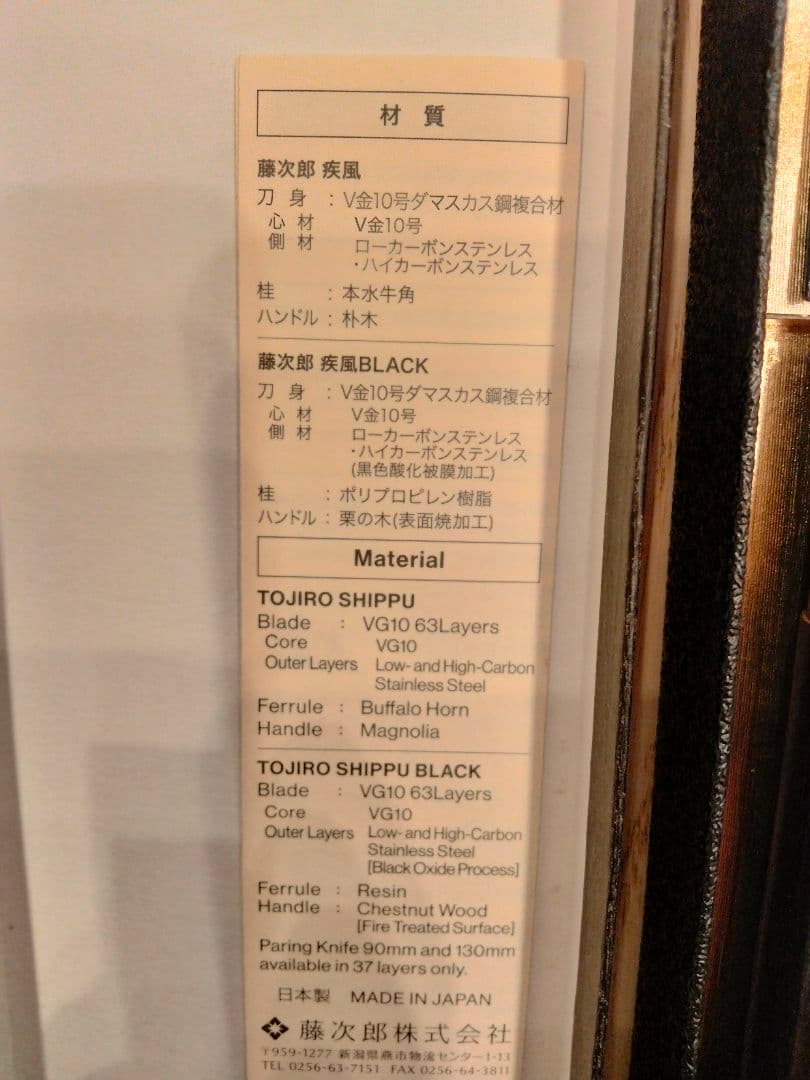 材 質
藤次郎 疾風
刀 身 : V金10号ダマスカス鋼複合材
心 材 V金10号
側 材 ローカーボンステンレス
・ハイカーボンステンレス
桂 : 本水牛角
ハンドル : 朴木
藤次郎 疾風BLACK
刀 身 : V金10号ダマスカス鋼複合材
心 材 V金10号
側 材 ローカーボンステンレス
・ハイカーボンステンレス
(黒色酸化被膜加工)
桂 : ポリプロピレン樹脂
ハンドル : 栗の木(表面焼加工)
Material
TOJIRO SHIPPU
Blade : VG10 63Layers
Core VG10
Outer Layers Low- and High-Carbon
Stainless Steel
Ferrule : Buffalo Horn
Handle : Magnolia
TOJIRO SHIPPU BLACK
Blade : VG10 63Layers
Core VG10
Outer Layers Low- and High-Carbon
Stainless Steel
[Black Oxide Process]
Ferrule : Resin
Handle : Chestnut Wood
[Fire Treated Surface]
Paring Knife 90mm and 130mm
available in 37 layers only.
日本製 MADE IN JAPAN
藤次郎株式会社
〒959-1277 新潟県燕市物流センター1-13
TEL 0256-63-7151 FAX 0256-64-3811